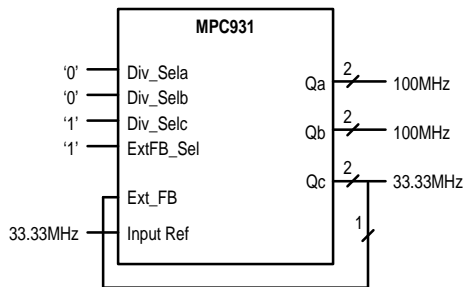 MPC931
‘0’ Div_Sela
‘0’ Div_Selb
‘1’ Div_Selc
‘1’ ExtFB_Sel
Ext_FB
33.33MHz Input Ref
Qa 2 100MHz
Qb 2 100MHz
Qc 2 33.33MHz
1